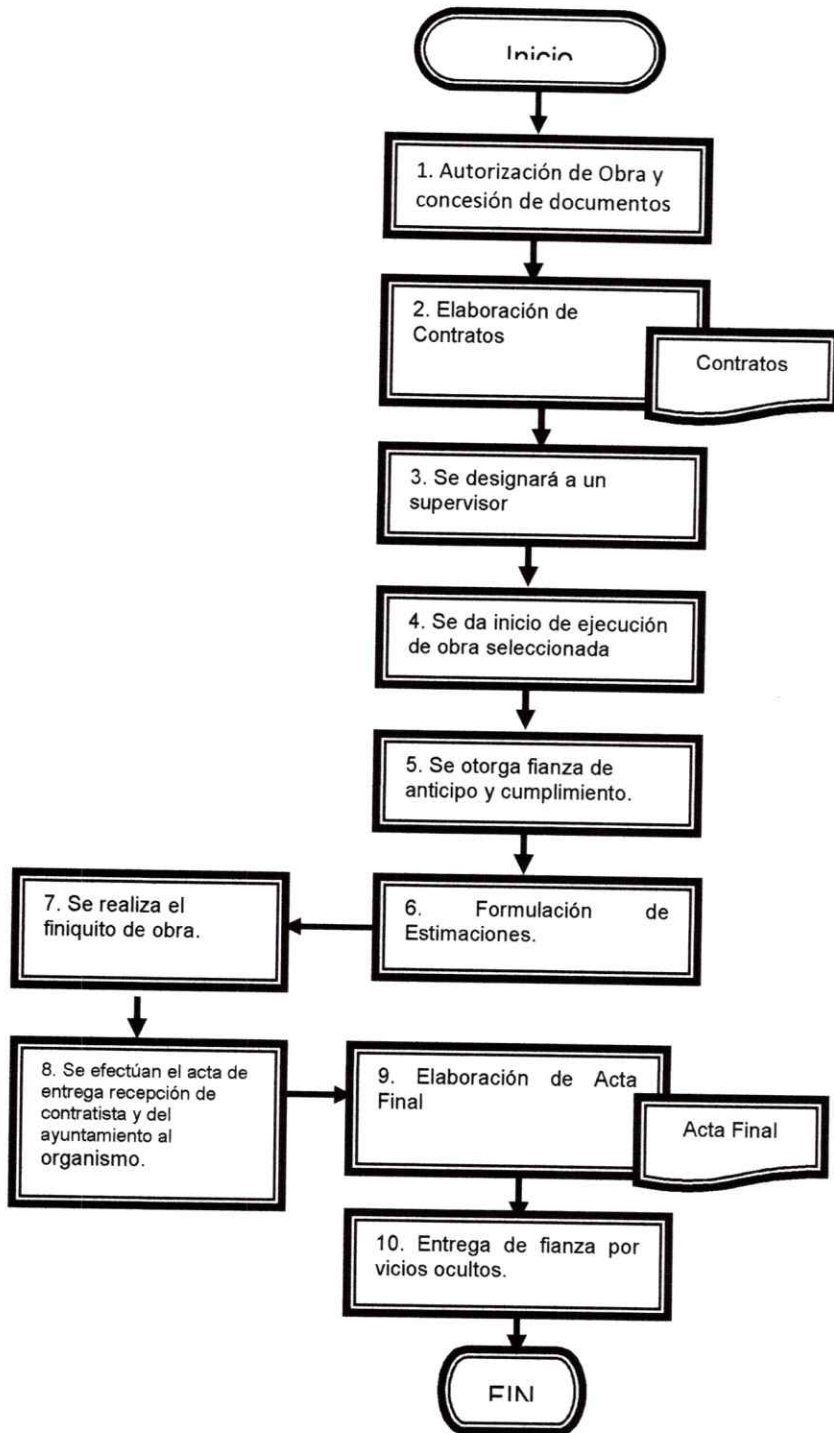 Inicio
1. Autorización de Obra y
concesión de documentos
2. Elaboración de
Contratos
Contratos
3. Se designará a un
supervisor
4. Se da inicio de ejecución
de obra seleccionada
5. Se otorga fianza de
anticipo y cumplimiento.
6. Formulación de
Estimaciones.
7. Se realiza el
finiquito de obra.
8. Se efectúan el acta de
entrega recepción de
contratista y del
ayuntamiento al
organismo.
9. Elaboración de Acta
Final
Acta Final
10. Entrega de fianza por
vicios ocultos.
FIN